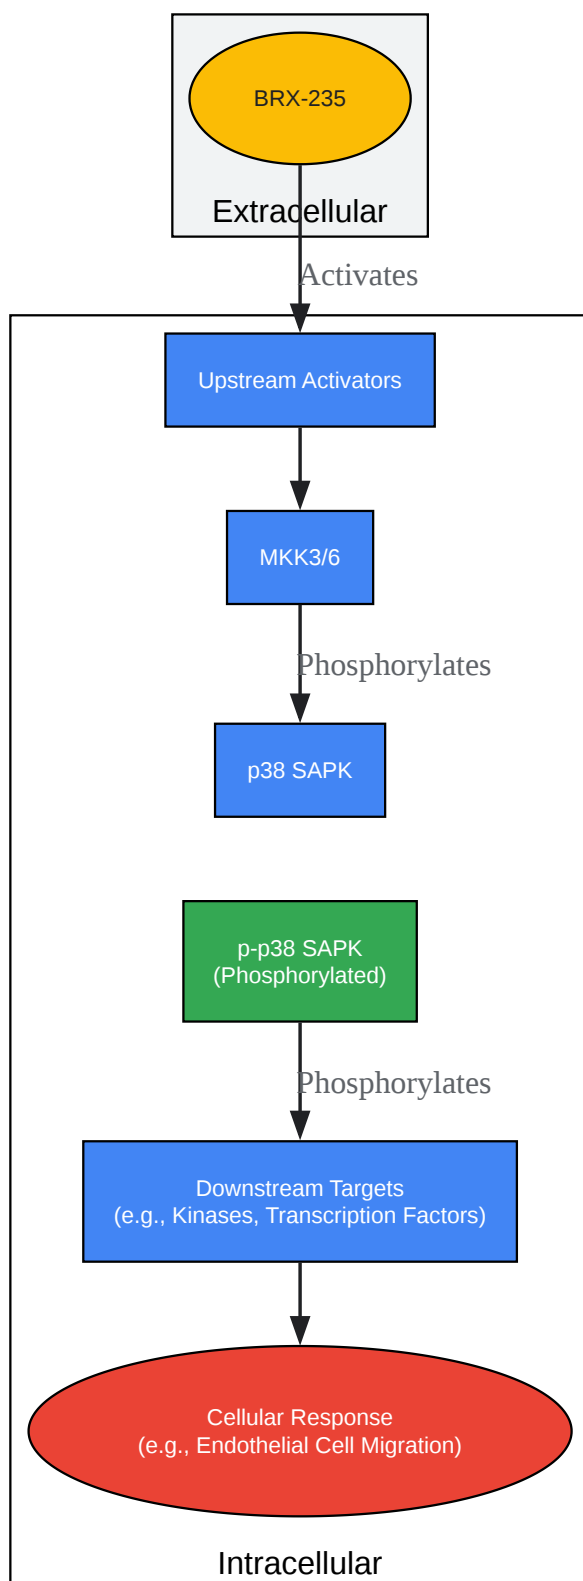 BRX-235
Extracellular
Activates
Upstream Activators
MKK3/6
Phosphorylates
p38 SAPK
p-p38 SAPK
(Phosphorylated)
Phosphorylates
Downstream Targets
(e.g., Kinases, Transcription Factors)
Cellular Response
(e.g., Endothelial Cell Migration)
Intracellular